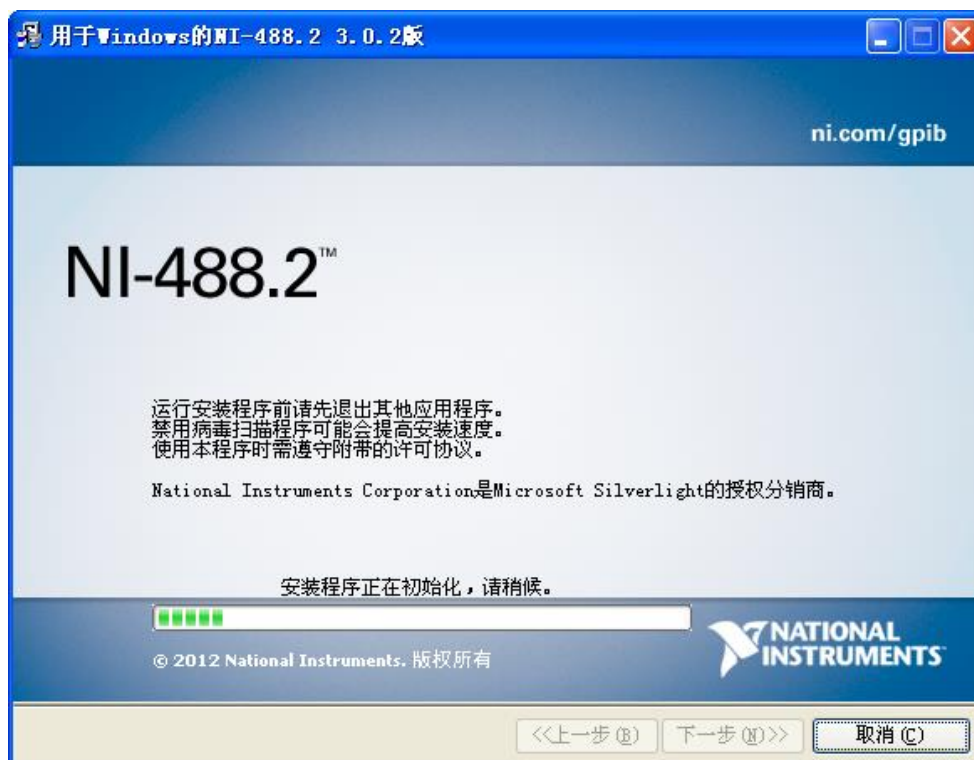 用于Windows的NI-488.2 3.0.2版
ni.com/gpib
NI-488.2™
运行安装程序前请先退出其他应用程序。
禁用病毒扫描程序可能会提高安装速度。
使用本程序时需遵守附带的许可协议。
National Instruments Corporation是Microsoft Silverlight的授权分销商。
安装程序正在初始化，请稍候。
© 2012 National Instruments. 版权所有
NATIONAL
INSTRUMENTS
<<上一步(B) 下一步(N)>> 取消(C)